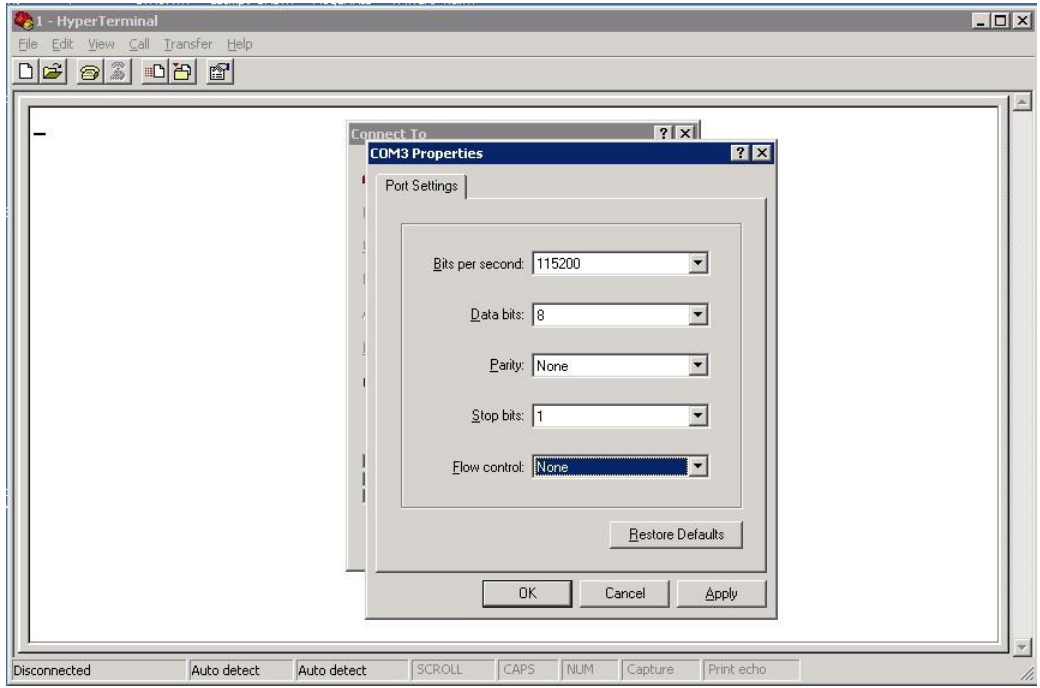 1 - HyperTerminal
File Edit View Call Transfer Help
Connect To
COM3 Properties
Port Settings
Bits per second: 115200
Data bits: 8
Parity: None
Stop bits: 1
Flow control: None
Restore Defaults
OK Cancel Apply
Disconnected Auto detect Auto detect SCROLL CAPS NUM Capture Print echo